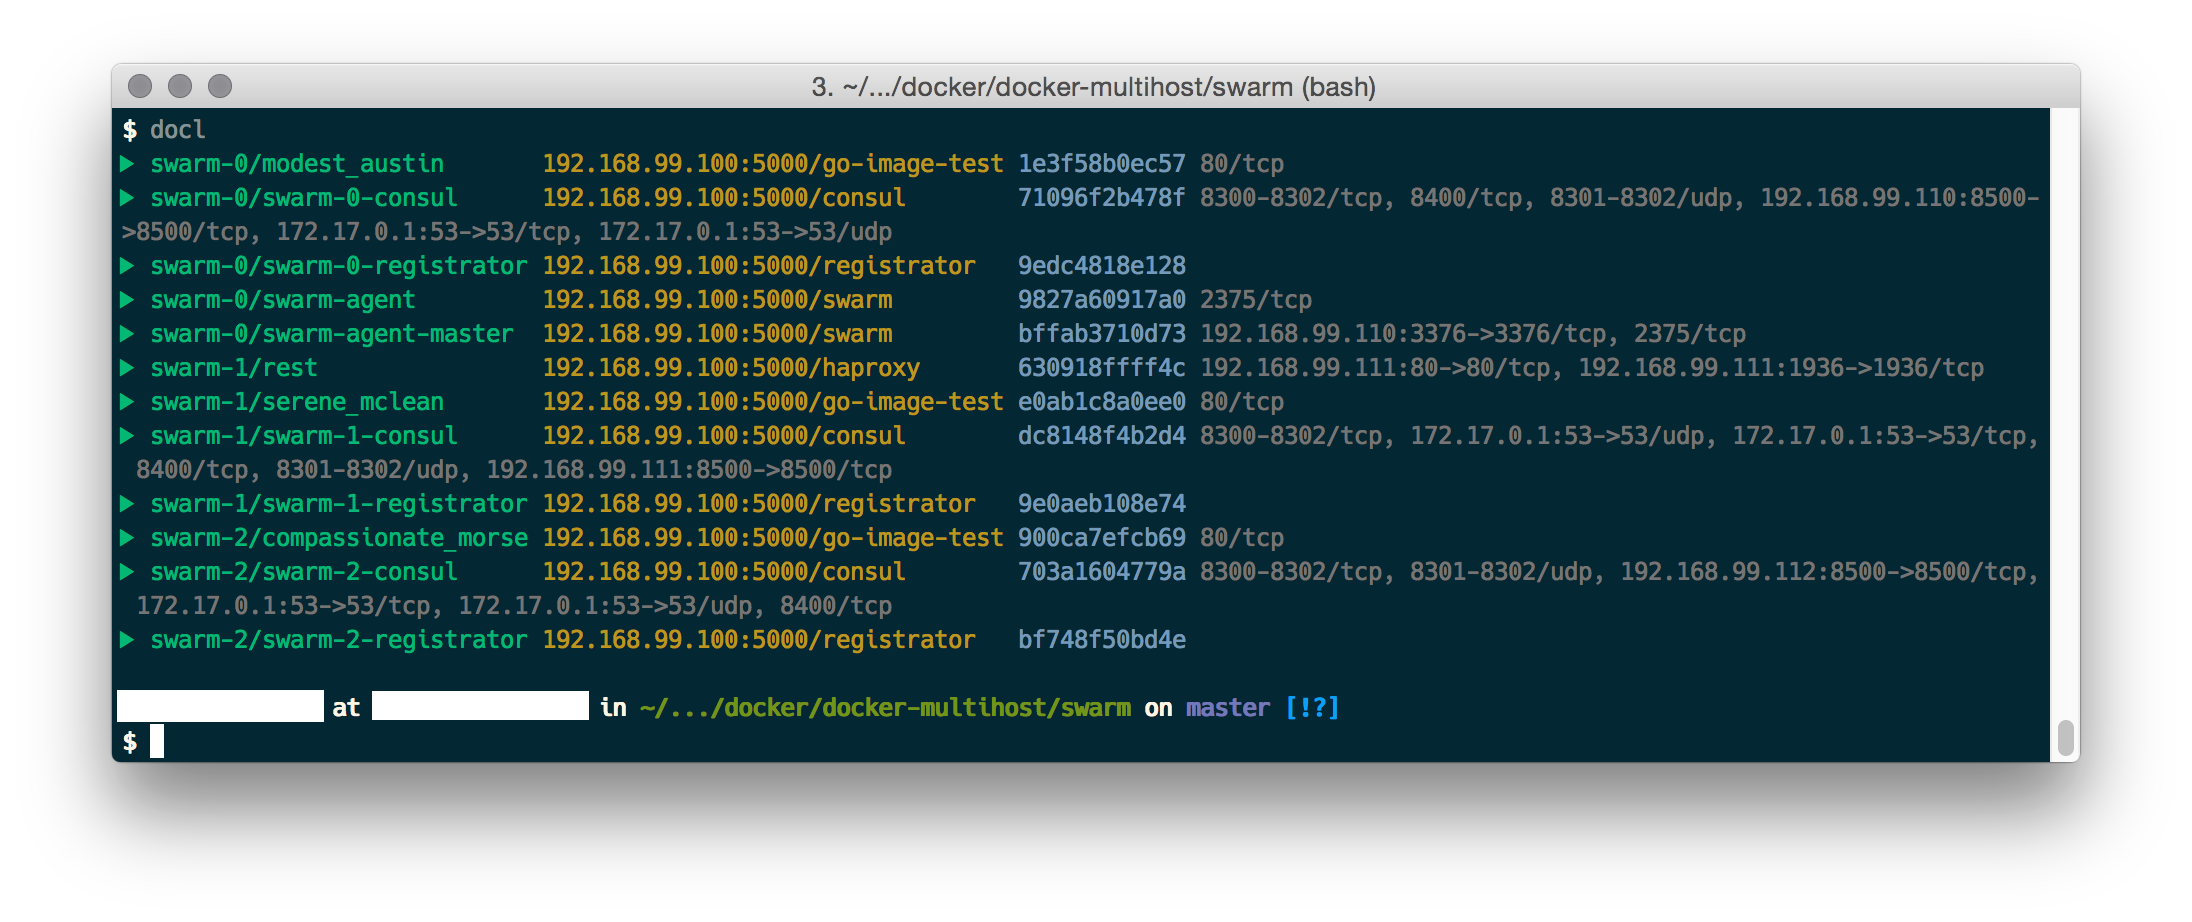 3. ~/.../docker/docker-multihost/swarm (bash)
$ docl
▶ swarm-0/modest_austin 192.168.99.100:5000/go-image-test 1e3f58b0ec57 80/tcp
▶ swarm-0/swarm-0-consul 192.168.99.100:5000/consul 71096f2b478f 8300-8302/tcp, 8400/tcp, 8301-8302/udp, 192.168.99.110:8500-
>8500/tcp, 172.17.0.1:53->53/tcp, 172.17.0.1:53->53/udp
▶ swarm-0/swarm-0-registrator 192.168.99.100:5000/registrator 9edc4818e128
▶ swarm-0/swarm-agent 192.168.99.100:5000/swarm 9827a60917a0 2375/tcp
▶ swarm-0/swarm-agent-master 192.168.99.100:5000/swarm bffab3710d73 192.168.99.110:3376->3376/tcp, 2375/tcp
▶ swarm-1/rest 192.168.99.100:5000/haproxy 630918ffff4c 192.168.99.111:80->80/tcp, 192.168.99.111:1936->1936/tcp
▶ swarm-1/serene_mclean 192.168.99.100:5000/go-image-test e0ab1c8a0ee0 80/tcp
▶ swarm-1/swarm-1-consul 192.168.99.100:5000/consul dc8148f4b2d4 8300-8302/tcp, 172.17.0.1:53->53/udp, 172.17.0.1:53->53/tcp,
8400/tcp, 8301-8302/udp, 192.168.99.111:8500->8500/tcp
▶ swarm-1/swarm-1-registrator 192.168.99.100:5000/registrator 9e0aeb108e74
▶ swarm-2/compassionate_morse 192.168.99.100:5000/go-image-test 900ca7efcb69 80/tcp
▶ swarm-2/swarm-2-consul 192.168.99.100:5000/consul 703a1604779a 8300-8302/tcp, 8301-8302/udp, 192.168.99.112:8500->8500/tcp,
172.17.0.1:53->53/tcp, 172.17.0.1:53->53/udp, 8400/tcp
▶ swarm-2/swarm-2-registrator 192.168.99.100:5000/registrator bf748f50bd4e
at in ~/.../docker/docker-multihost/swarm on master [!?]
$